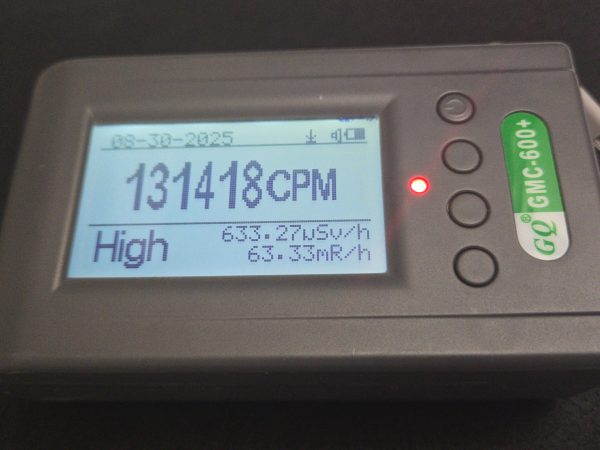 08-30-2025
131418CPM
High
633.27uSv/h
63.33mR/h
GQ® GMC-600+